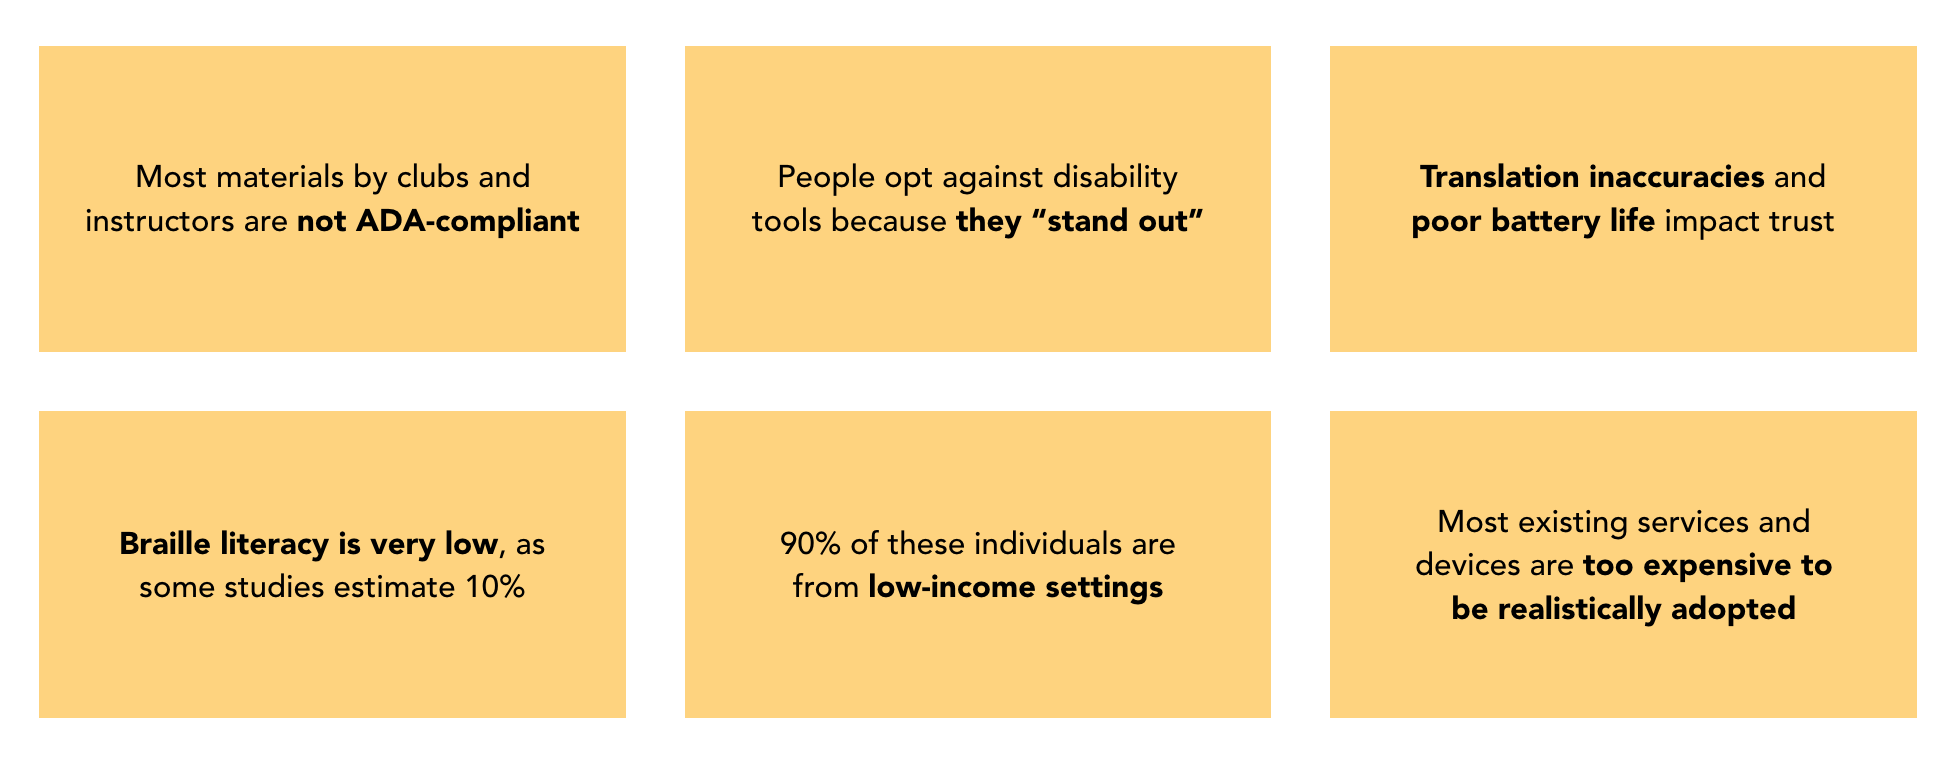 Most materials by clubs and
instructors are not ADA-compliant
People opt against disability
tools because they “stand out”
Translation inaccuracies and
poor battery life impact trust
Braille literacy is very low, as
some studies estimate 10%
90% of these individuals are
from low-income settings
Most existing services and
devices are too expensive to
be realistically adopted